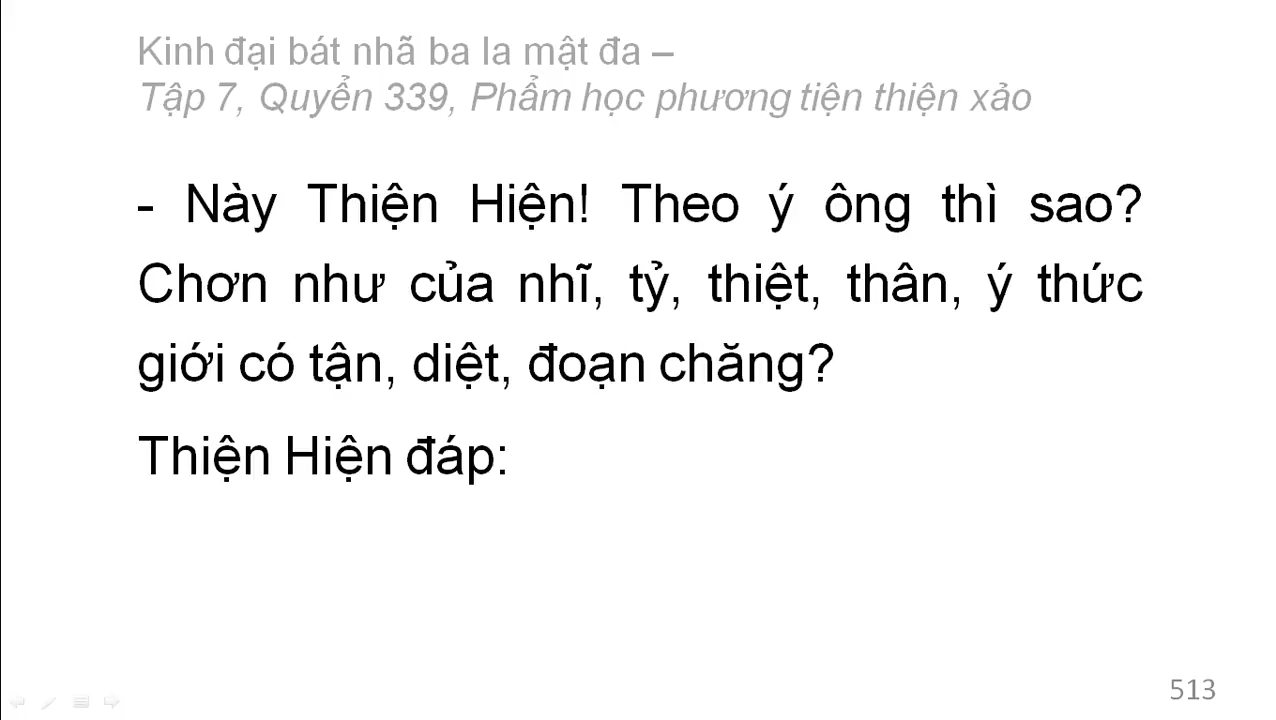 Kinh đại bát nhã ba la mật đa –
Tập 7, Quyển 339, Phẩm học phương tiện thiện xảo
- Này Thiện Hiện! Theo ý ông thì sao?
Chơn như của nhĩ, tỷ, thiệt, thân, ý thức
giới có tận, diệt, đoạn chăng?
Thiện Hiện đáp:
513